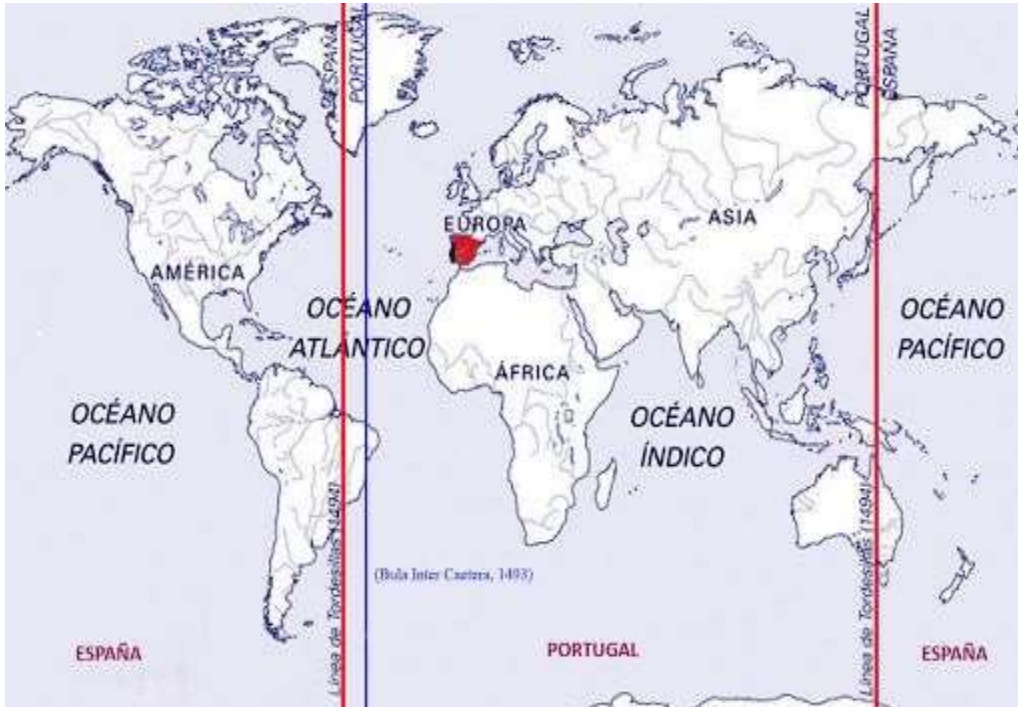 ESPAÑA
PORTUGAL
PORTUGAL
ESPAÑA
EUROPA
ASIA
AMÉRICA
OCÉANO
ATLÁNTICO
OCÉANO
PACÍFICO
ÁFRICA
OCÉANO
PACÍFICO
OCÉANO
ÍNDICO
Línea de Tordesillas (1494)
Línea de Tordesillas (1494)
(Bula Inter Caetera, 1493)
ESPAÑA
PORTUGAL
ESPAÑA